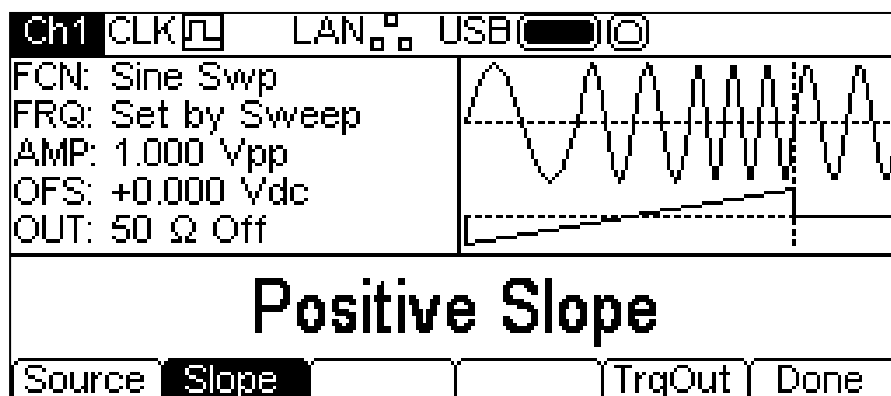 Ch1 CLK LAN USB
FCN: Sine Swp
FRQ: Set by Sweep
AMP: 1.000 Vpp
OFS: +0.000 Vdc
OUT: 50 Ω Off
Positive Slope
Source Slope TrgOut Done